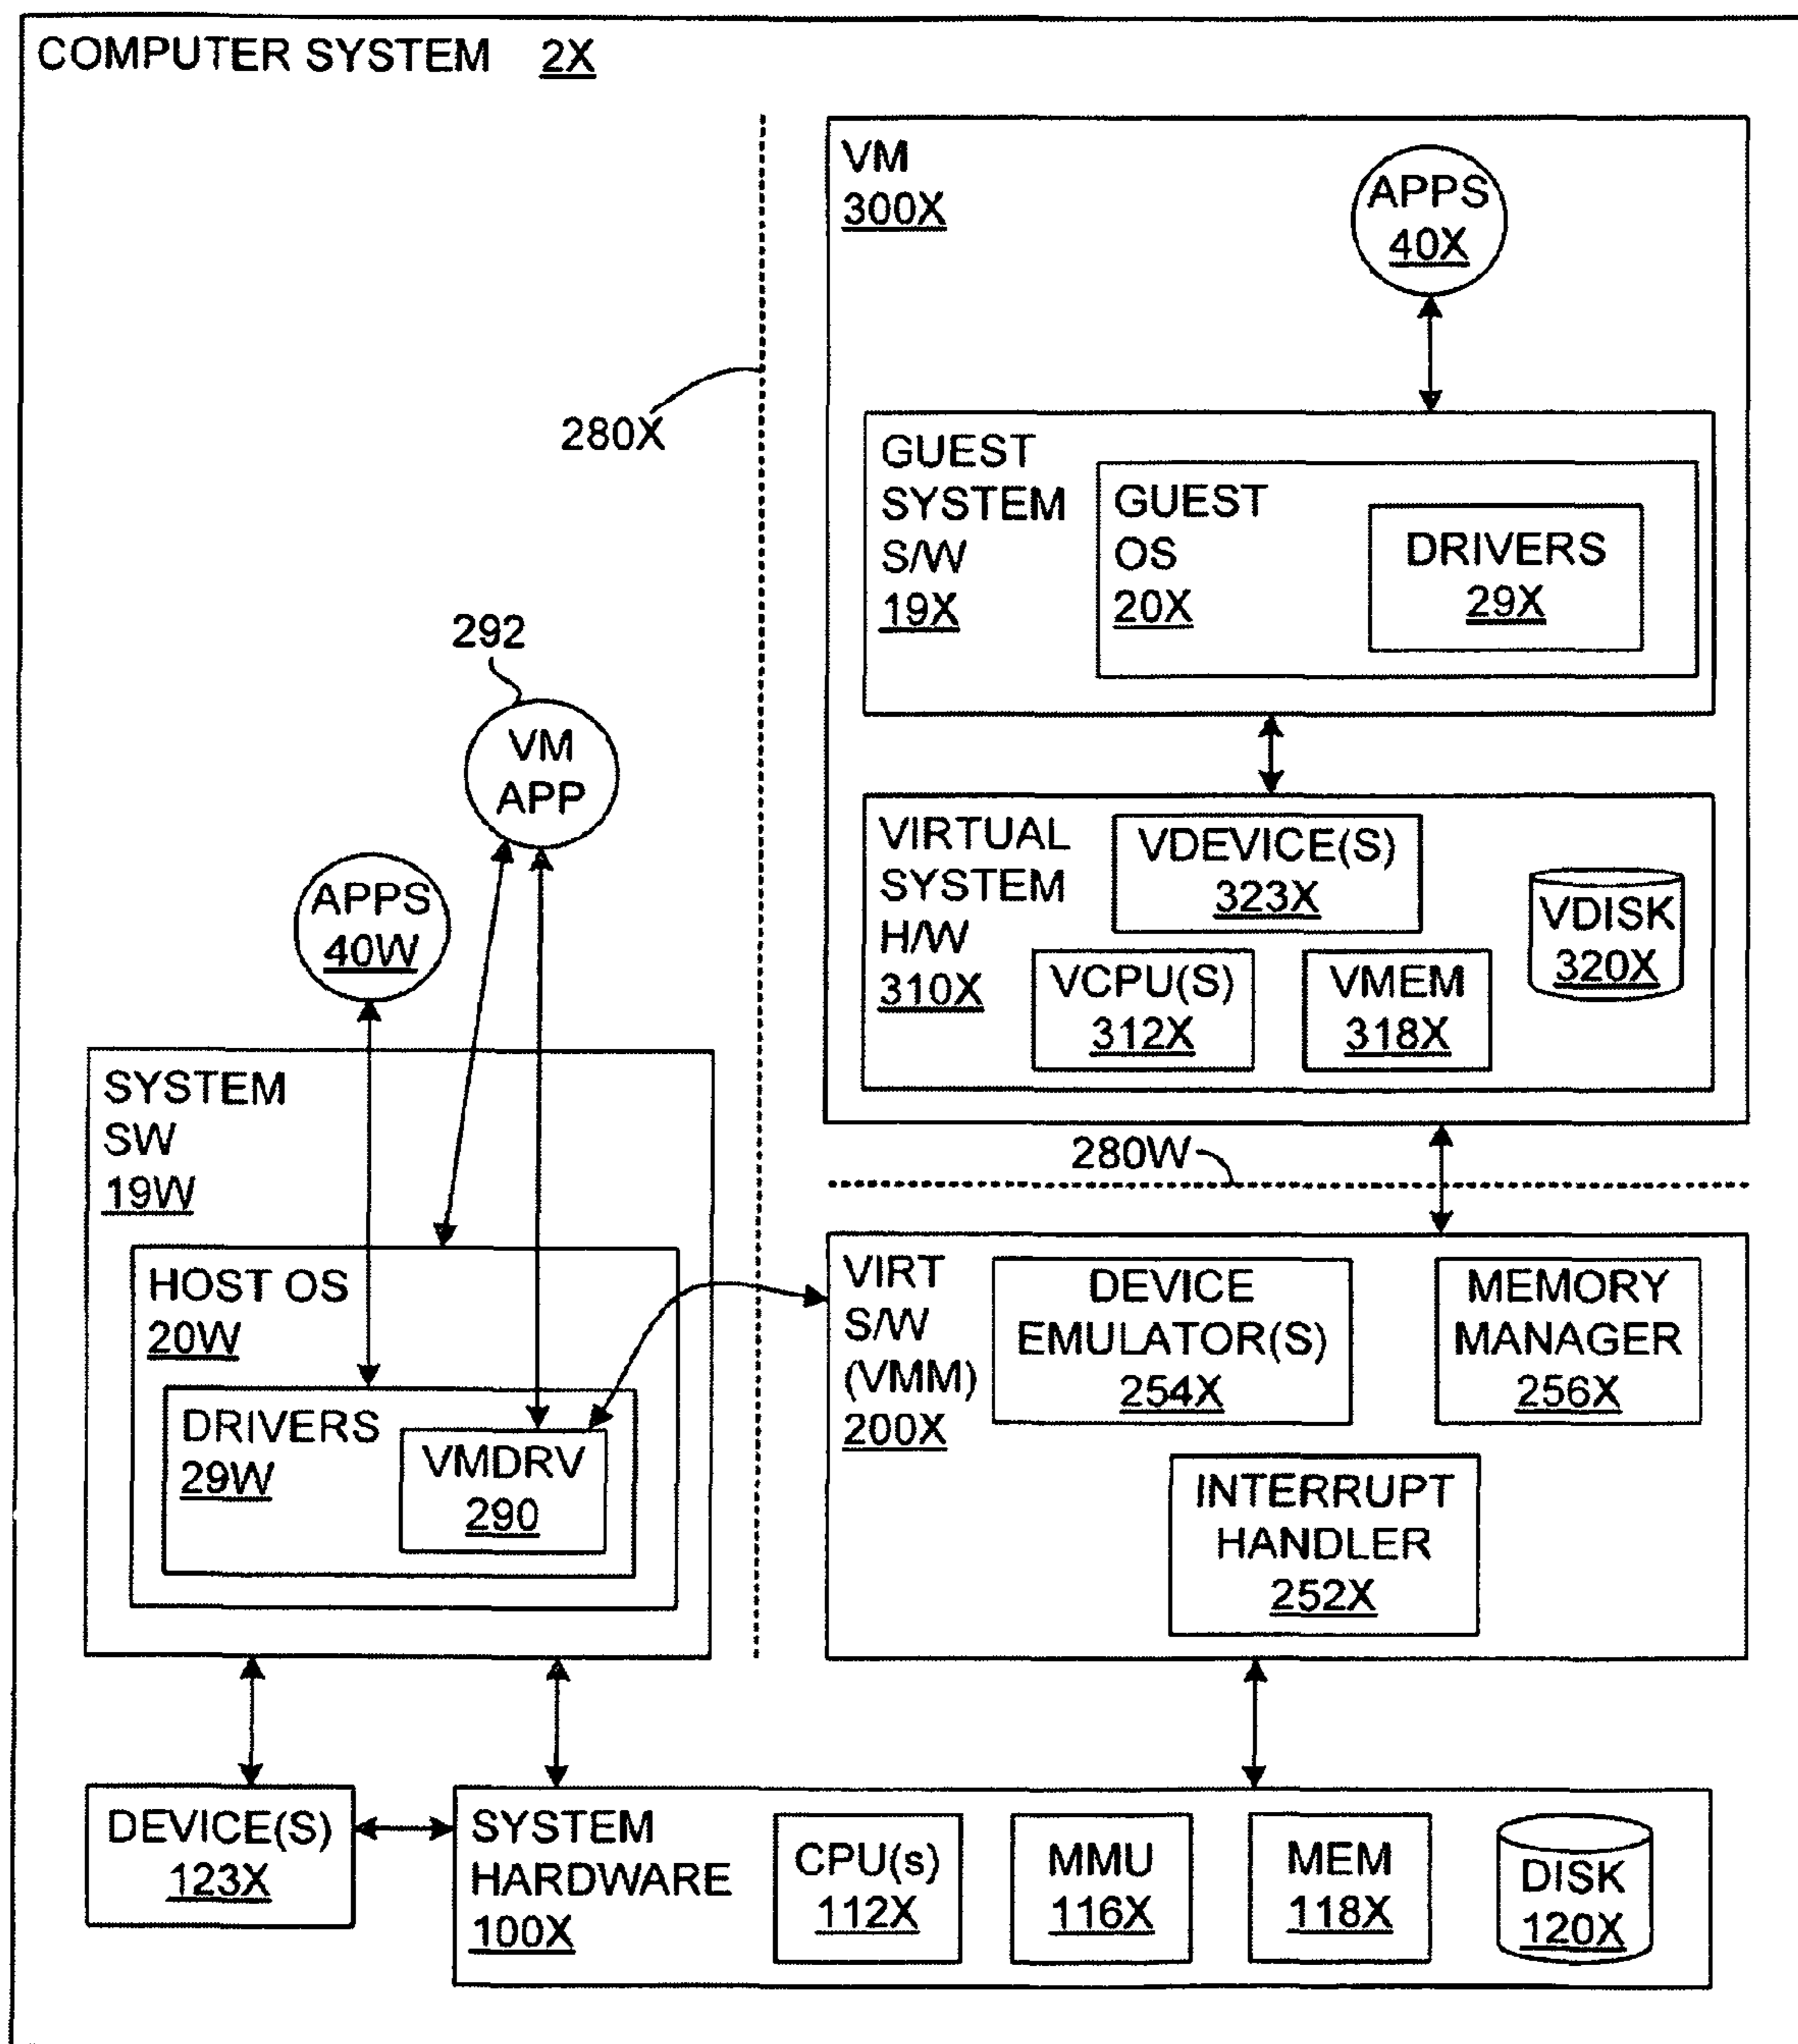 COMPUTER SYSTEM 2X
VM
300X
APPS
40X
280X
GUEST
SYSTEM
S/W
19X
GUEST
OS
20X
DRIVERS
29X
292
VM
APP
VIRTUAL
SYSTEM
H/W
310X
VDEVICE(S)
323X
VDISK
320X
VCPU(S)
312X
VMEM
318X
APPS
40W
SYSTEM
SW
19W
280W
HOST OS
20W
DRIVERS
29W
VMDRV
290
VIRT
S/W
(VMM)
200X
DEVICE
EMULATOR(S)
254X
MEMORY
MANAGER
256X
INTERRUPT
HANDLER
252X
DEVICE(S)
123X
SYSTEM
HARDWARE
100X
CPU(s)
112X
MMU
116X
MEM
118X
DISK
120X